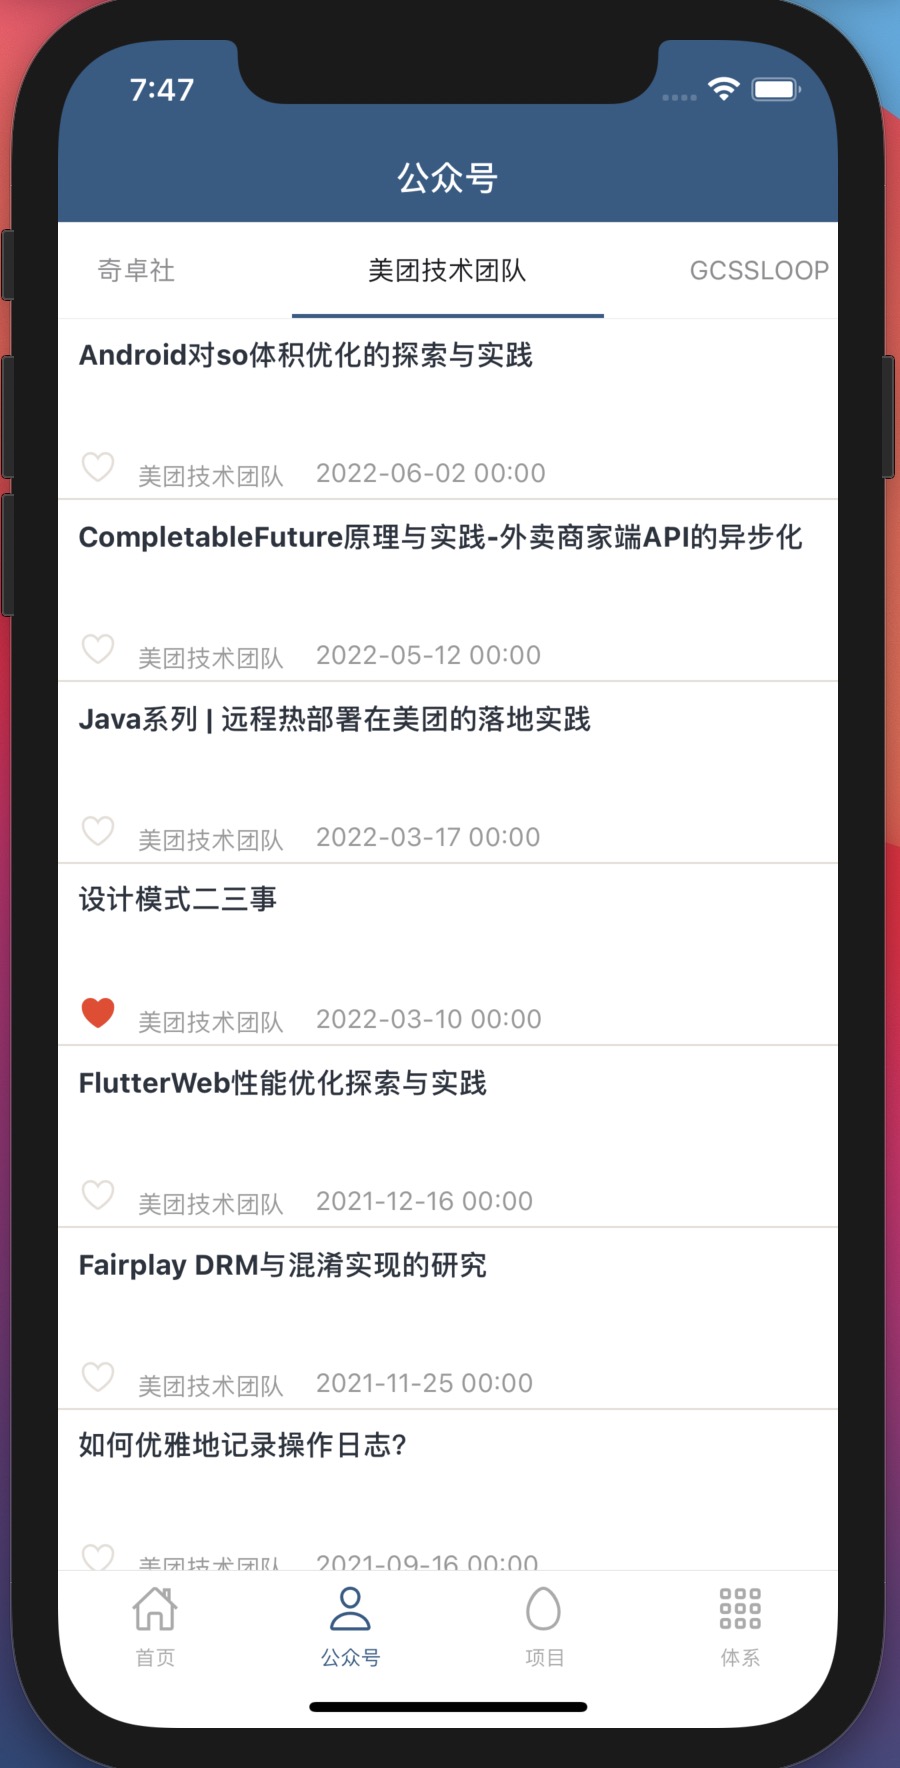 7:47
公众号
奇卓社 美团技术团队 GCSSLOOP
Android对so体积优化的探索与实践
美团技术团队 2022-06-02 00:00
CompletableFuture原理与实践-外卖商家端API的异步化
美团技术团队 2022-05-12 00:00
Java系列 | 远程热部署在美团的落地实践
美团技术团队 2022-03-17 00:00
设计模式二三事
美团技术团队 2022-03-10 00:00
FlutterWeb性能优化探索与实践
美团技术团队 2021-12-16 00:00
Fairplay DRM与混淆实现的研究
美团技术团队 2021-11-25 00:00
如何优雅地记录操作日志?
美团技术团队 2021-09-16 00:00
首页 公众号 项目 体系